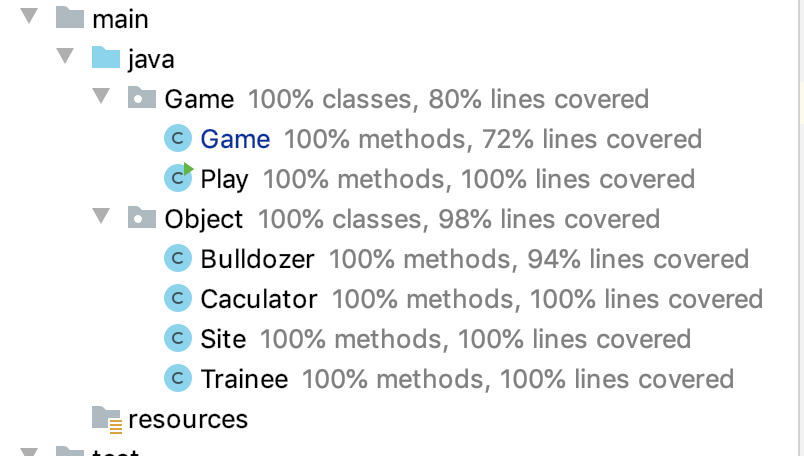 main
java
Game 100% classes, 80% lines covered
C Game 100% methods, 72% lines covered
C Play 100% methods, 100% lines covered
Object 100% classes, 98% lines covered
C Bulldozer 100% methods, 94% lines covered
C Caculator 100% methods, 100% lines covered
C Site 100% methods, 100% lines covered
C Trainee 100% methods, 100% lines covered
resources
test